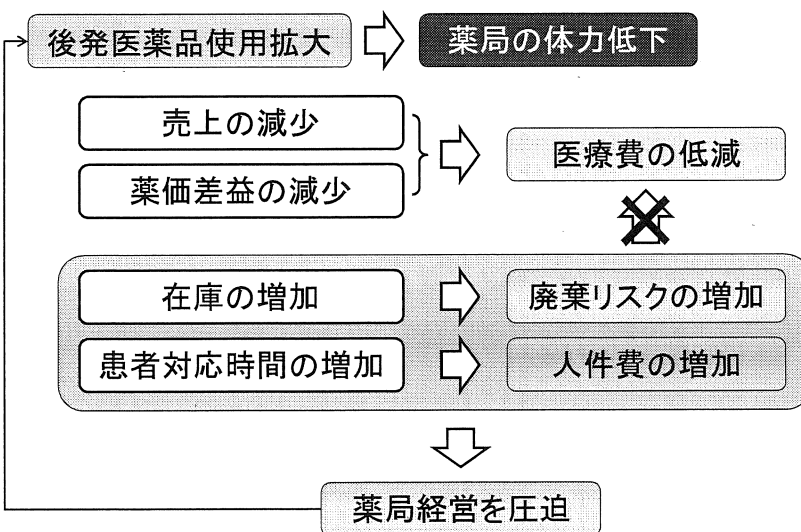 後発医薬品使用拡大
薬局の体力低下
売上の減少
薬価差益の減少
医療費の低減
在庫の増加
廃棄リスクの増加
患者対応時間の増加
人件費の増加
薬局経営を圧迫